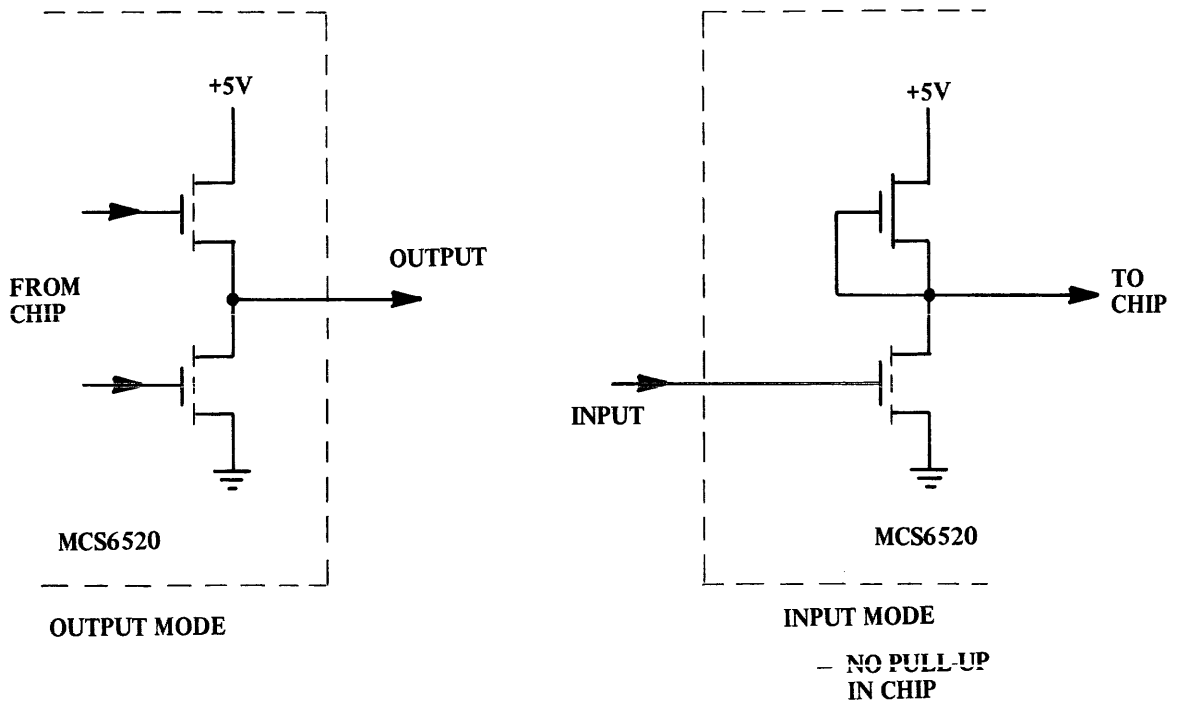 +5V
FROM
CHIP
OUTPUT
MCS6520
OUTPUT MODE
+5V
TO
CHIP
INPUT
MCS6520
INPUT MODE
– NO PULL-UP
IN CHIP